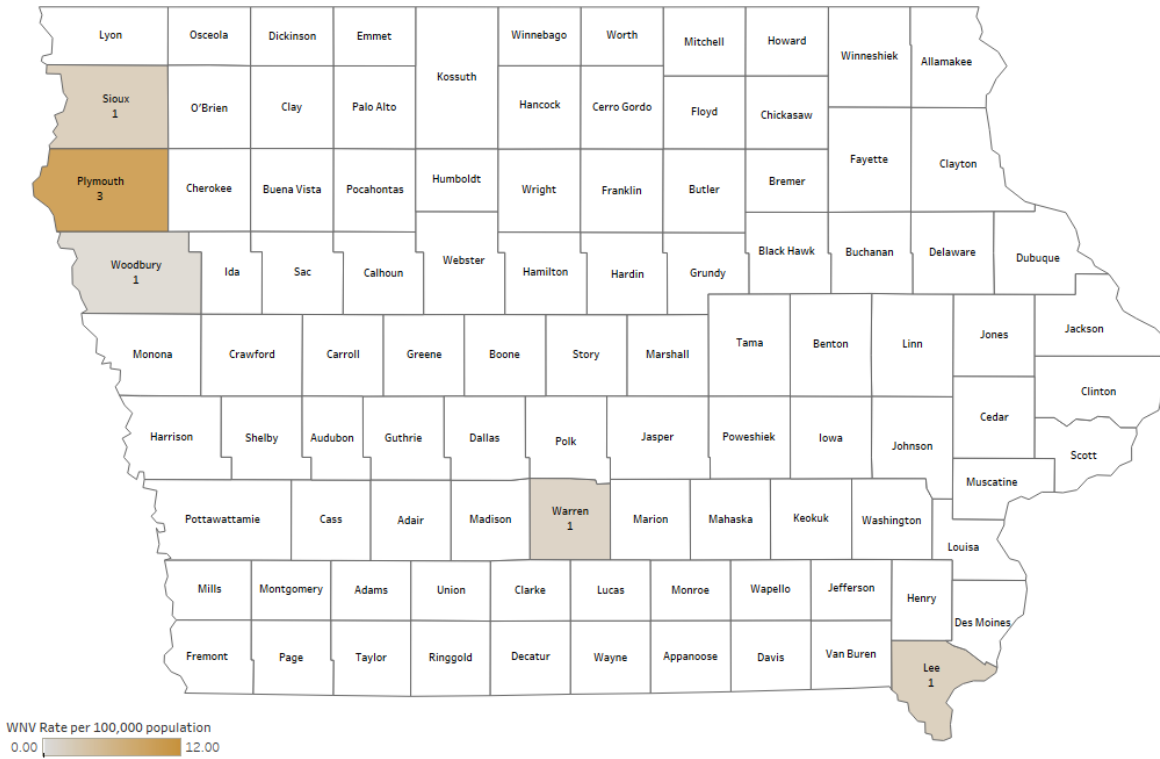 Lyon
Osceola
Dickinson
Emmet
Kossuth
Winnebago
Worth
Mitchell
Howard
Winneshiek
Allamakee
Sioux
1
O'Brien
Clay
Palo Alto
Hancock
Cerro Gordo
Floyd
Chickasaw
Fayette
Clayton
Plymouth
3
Cherokee
Buena Vista
Pocahontas
Humboldt
Wright
Franklin
Butler
Bremer
Woodbury
1
Ida
Sac
Calhoun
Webster
Hamilton
Hardin
Grundy
Black Hawk
Buchanan
Delaware
Dubuque
Monona
Crawford
Carroll
Greene
Boone
Story
Marshall
Tama
Benton
Linn
Jones
Jackson
Clinton
Harrison
Shelby
Audubon
Guthrie
Dallas
Polk
Jasper
Poweshiek
Iowa
Johnson
Cedar
Scott
Muscatine
Pottawattamie
Cass
Adair
Madison
Warren
1
Marion
Mahaska
Keokuk
Washington
Louisa
Mills
Montgomery
Adams
Union
Clarke
Lucas
Monroe
Wapello
Jefferson
Henry
Des Moines
Fremont
Page
Taylor
Ringgold
Decatur
Wayne
Appanoose
Davis
Van Buren
Lee
1
WNV Rate per 100,000 population
0.00 12.00